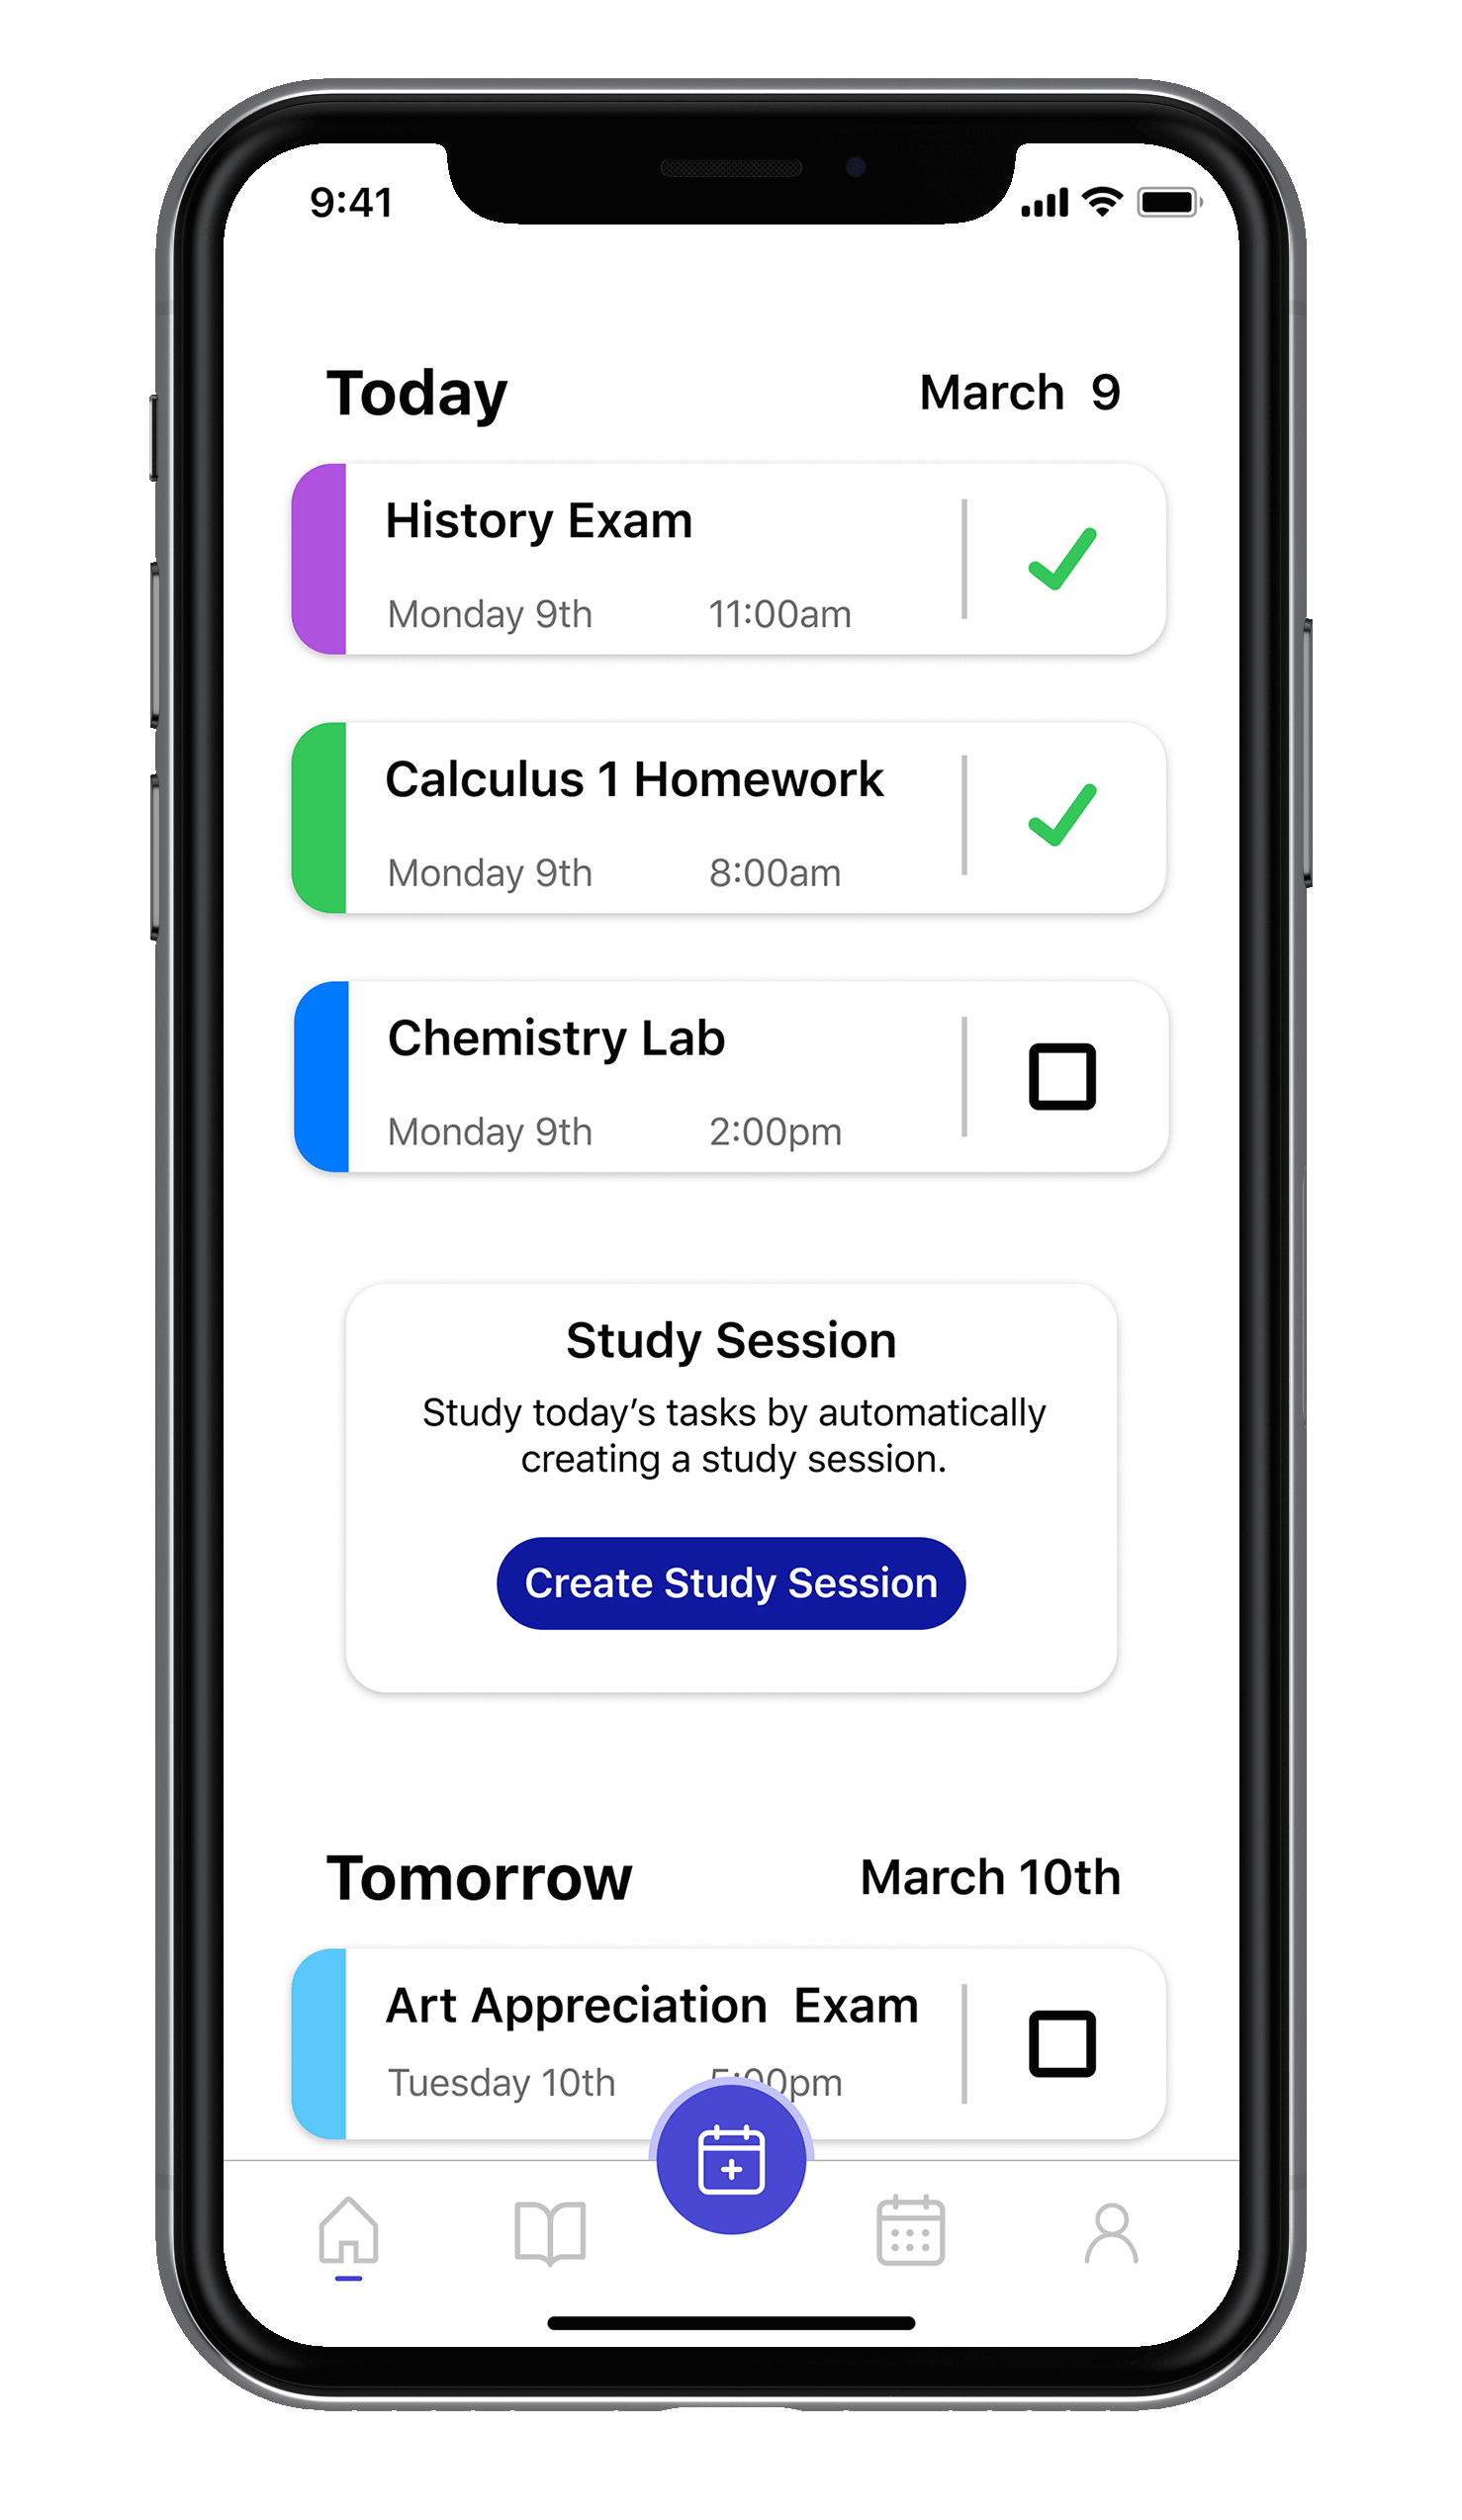 9:41
Today March 9
History Exam
Monday 9th 11:00am
Calculus 1 Homework
Monday 9th 8:00am
Chemistry Lab
Monday 9th 2:00pm
Study Session
Study today’s tasks by automatically
creating a study session.
Create Study Session
Tomorrow March 10th
Art Appreciation Exam
Tuesday 10th 5:00pm